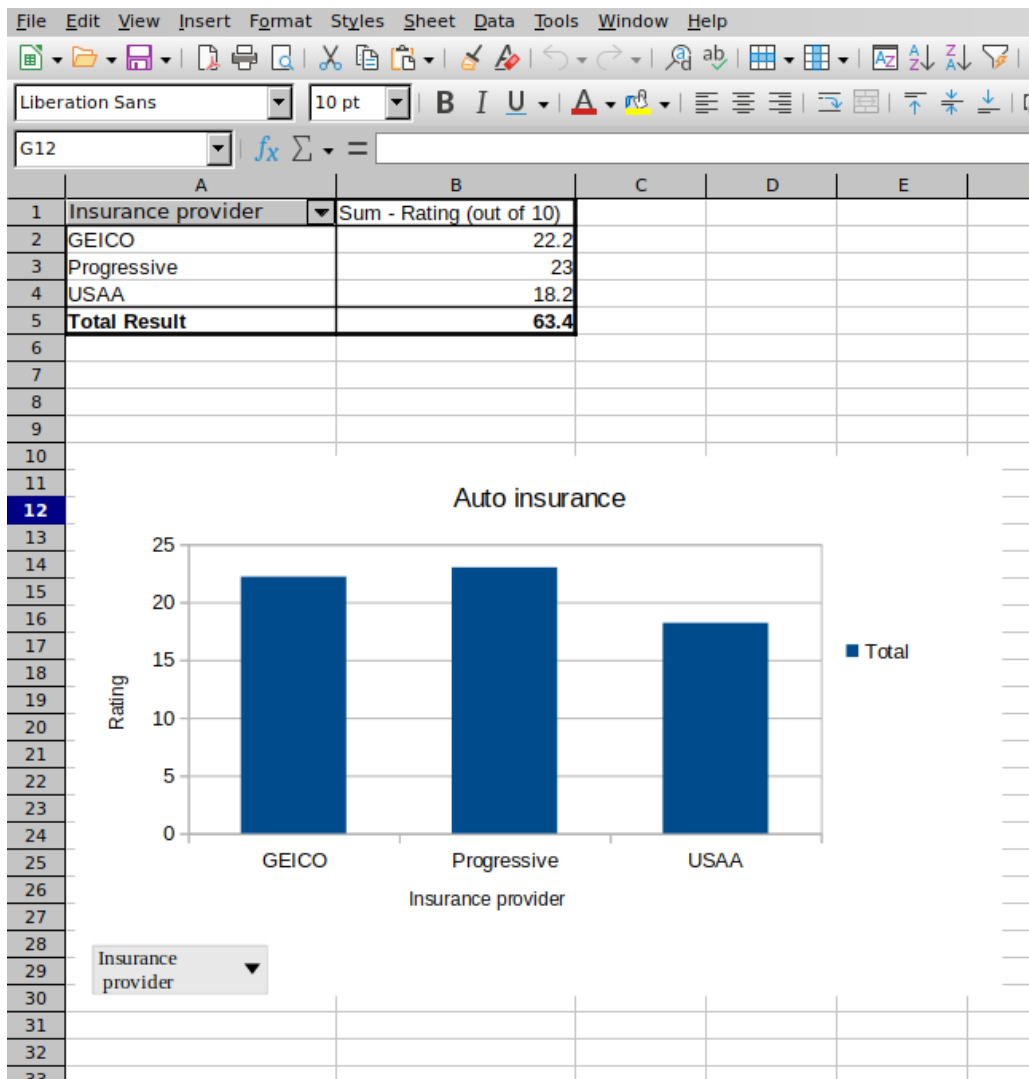 File Edit View Insert Format Styles Sheet Data Tools Window Help
Liberation Sans 10 pt B I U A
G12 fx Σ =
A B C D E
1 Insurance provider Sum - Rating (out of 10)
2 GEICO 22.2
3 Progressive 23
4 USAA 18.2
5 Total Result 63.4
6
7
8
9
10
11
12
13
14
15
16
17
18
19
20
21
22
23
24
25
26
27
28
29
30
31
32
Auto insurance
25
20
15
10
5
0
Rating
GEICO Progressive USAA
Insurance provider
Total
Insurance
provider